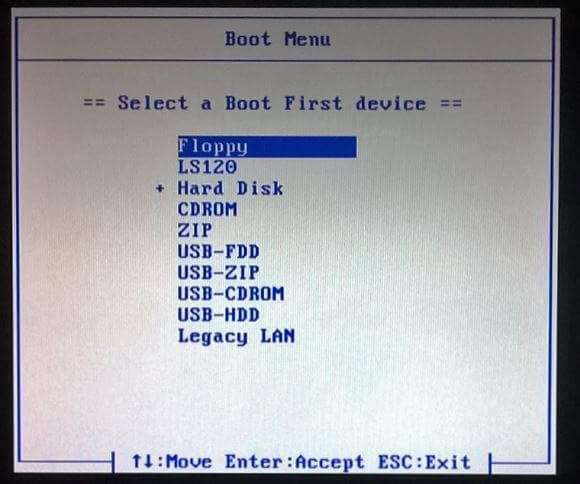 Boot Menu
== Select a Boot First device ==
Floppy
LS120
+ Hard Disk
CDROM
ZIP
USB-FDD
USB-ZIP
USB-CDROM
USB-HDD
Legacy LAN
↑↓:Move Enter:Accept ESC:Exit